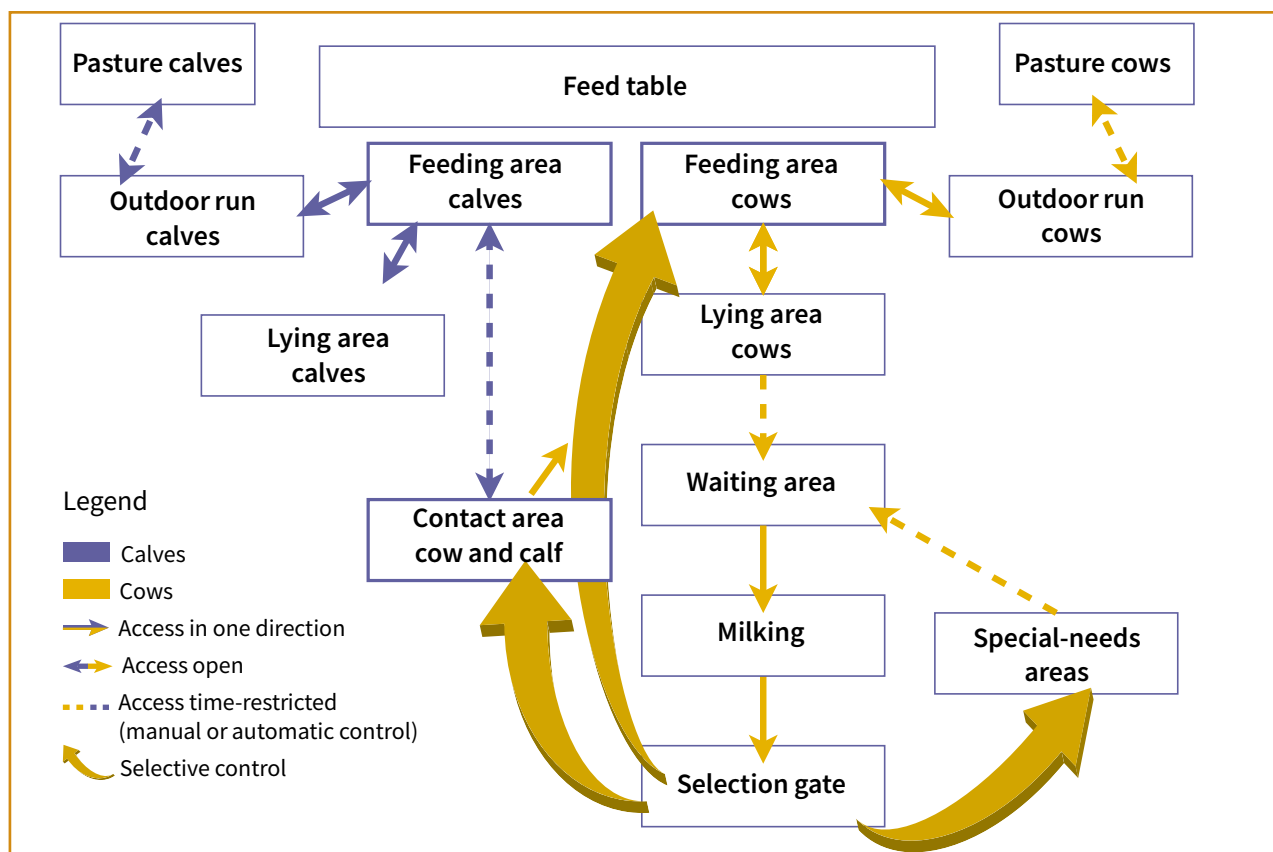 Pasture calves
Feed table
Pasture cows
Feeding area
calves
Feeding area
cows
Outdoor run
calves
Outdoor run
cows
Lying area
calves
Lying area
cows
Waiting area
Contact area
cow and calf
Milking
Special-needs
areas
Selection gate
Legend
Calves
Cows
Access in one direction
Access open
Access time-restricted
(manual or automatic control)
Selective control